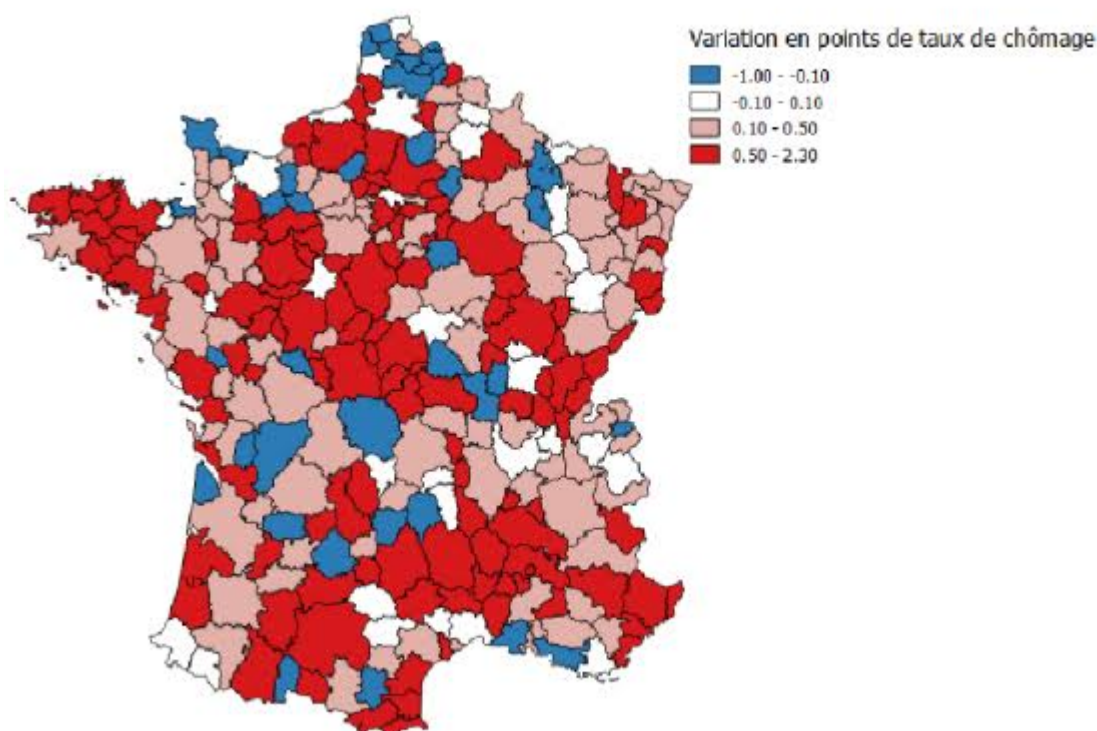 Variation en points de taux de chômage
-1.00 - -0.10
-0.10 - 0.10
0.10 - 0.50
0.50 - 2.30